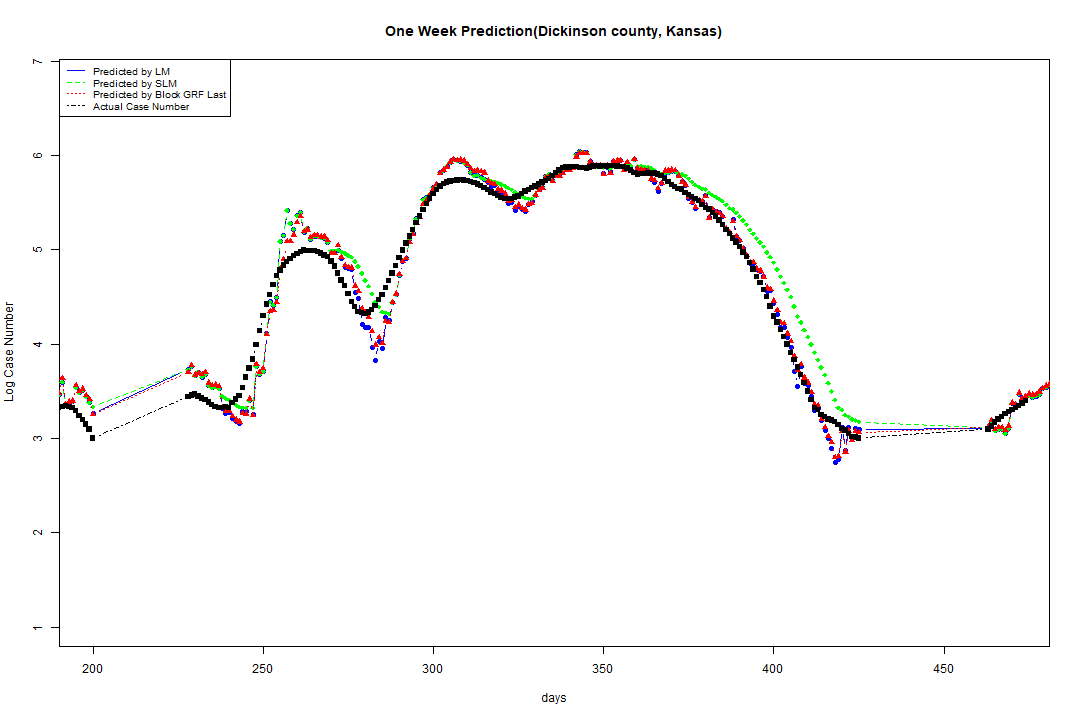 One Week Prediction(Dickinson county, Kansas)
Predicted by LM
Predicted by SLM
Predicted by Block GRF Last
Actual Case Number
7
6
5
4
3
2
1
Log Case Number
200 250 300 350 400 450
days